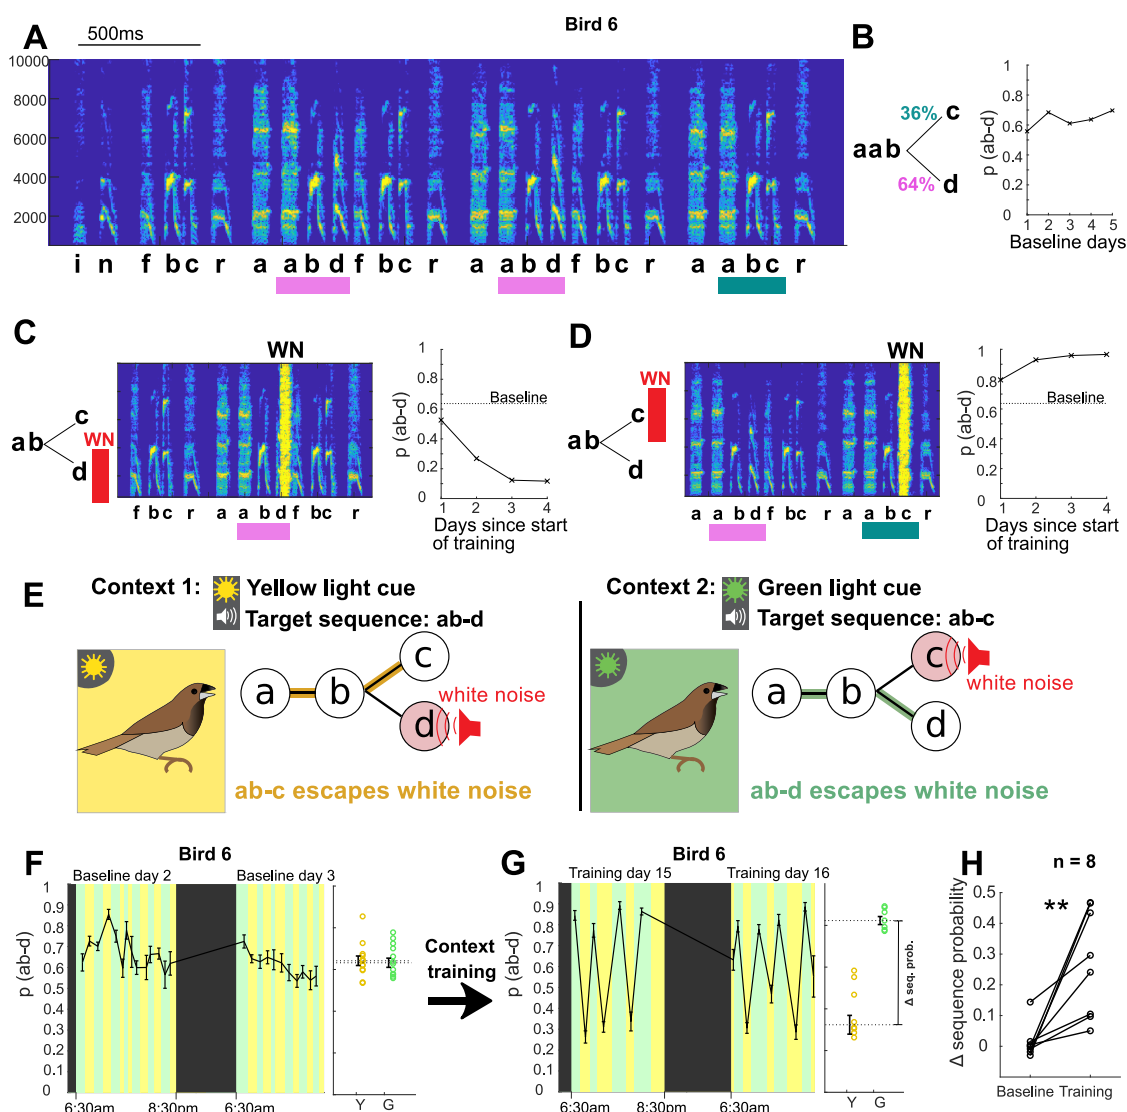 Bird 6
A
500ms
10000
8000
6000
4000
2000
i n f b c r a a b d f b c r a a b d f b c r a a b c r
B
36%
c
aab
64%
d
p (ab-d)
1
0.8
0.6
0.4
0.2
0
1 2 3 4 5
Baseline days
C
WN
c
ab
WN
d
f b c r a a b d f bc r
p (ab-d)
1
0.8
Baseline
0.6
0.4
0.2
0
1 2 3 4
Days since start
of training
D
WN
WN
c
ab
d
a a b d f bc r a a b c r
p (ab-d)
1
0.8
Baseline
0.6
0.4
0.2
0
1 2 3 4
Days since start
of training
E
Context 1: Yellow light cue
Target sequence: ab-d
a b c
white noise
d
ab-c escapes white noise
Context 2: Green light cue
Target sequence: ab-c
a b c
white noise
d
ab-d escapes white noise
F
Bird 6
Baseline day 2 Baseline day 3
p (ab-d)
1
0.9
0.8
0.7
0.6
0.5
0.4
0.3
0.2
0.1
0
6:30am 8:30pm 6:30am
Y G
Context
training
G
Bird 6
Training day 15 Training day 16
p (ab-d)
1
0.9
0.8
0.7
0.6
0.5
0.4
0.3
0.2
0.1
0
6:30am 8:30pm 6:30am
Δ seq. prob.
Y G
H
n = 8
**
Δ sequence probability
0.5
0.4
0.3
0.2
0.1
0
Baseline Training